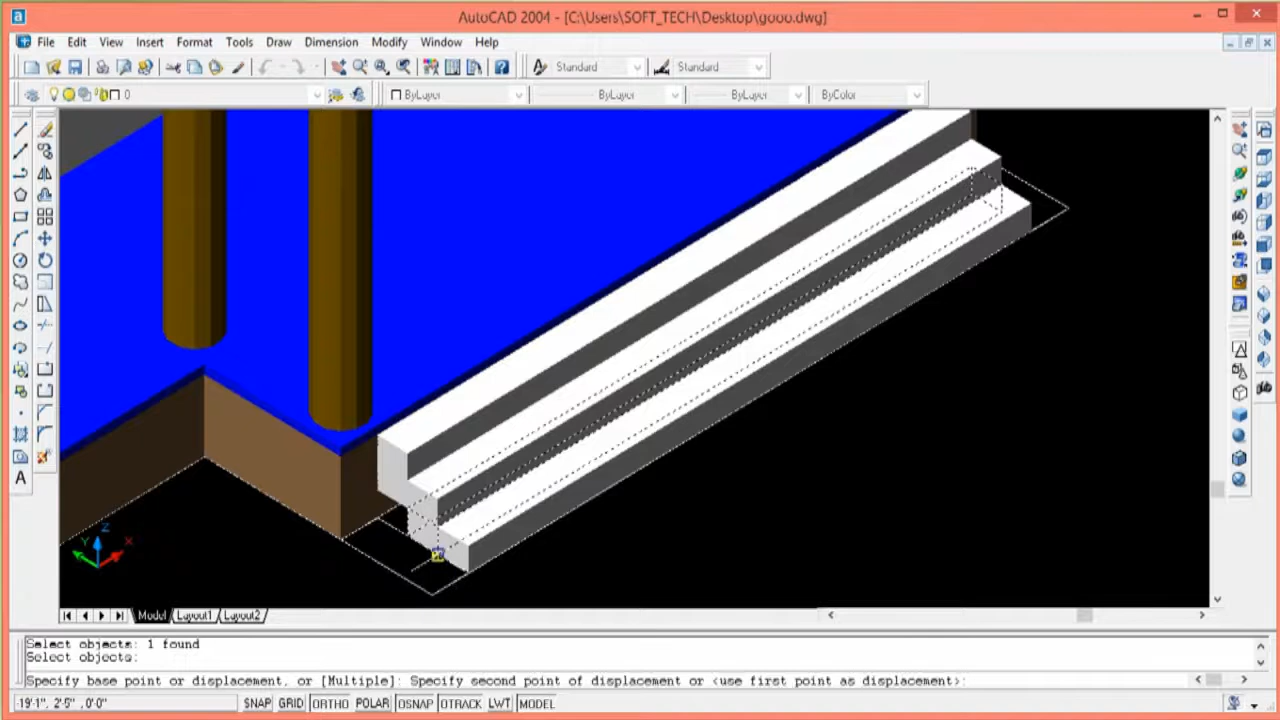 AutoCAD 2004 - [C:\Users\SOFT_TECH\Desktop\gooo.dwg]
File Edit View Insert Format Tools Draw Dimension Modify Window Help
Standard Standard
0 ByLayer ByLayer ByLayer ByColor
A
Z
Y X
Model Layout1 Layout2
Select objects: 1 found
Select objects:
Specify base point or displacement, or [Multiple]: Specify second point of displacement or <use first point as displacement>:
-19'1", 2'5" ,0'0" SNAP GRID ORTHO POLAR OSNAP OTRACK LWT MODEL